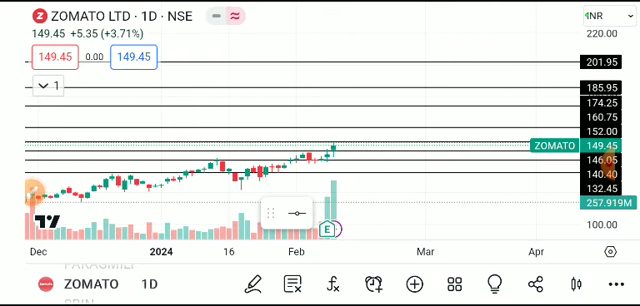 ZOMATO LTD · 1D · NSE
INR
149.45 +5.35 (+3.71%)
220.00
149.45 0.00 149.45
201.95
1
185.95
174.25
160.75
152.00
ZOMATO 149.45
146.05
140.40
132.45
257.919M
100.00
E
Dec 2024 16 Feb Mar Apr
ZOMATO 1D